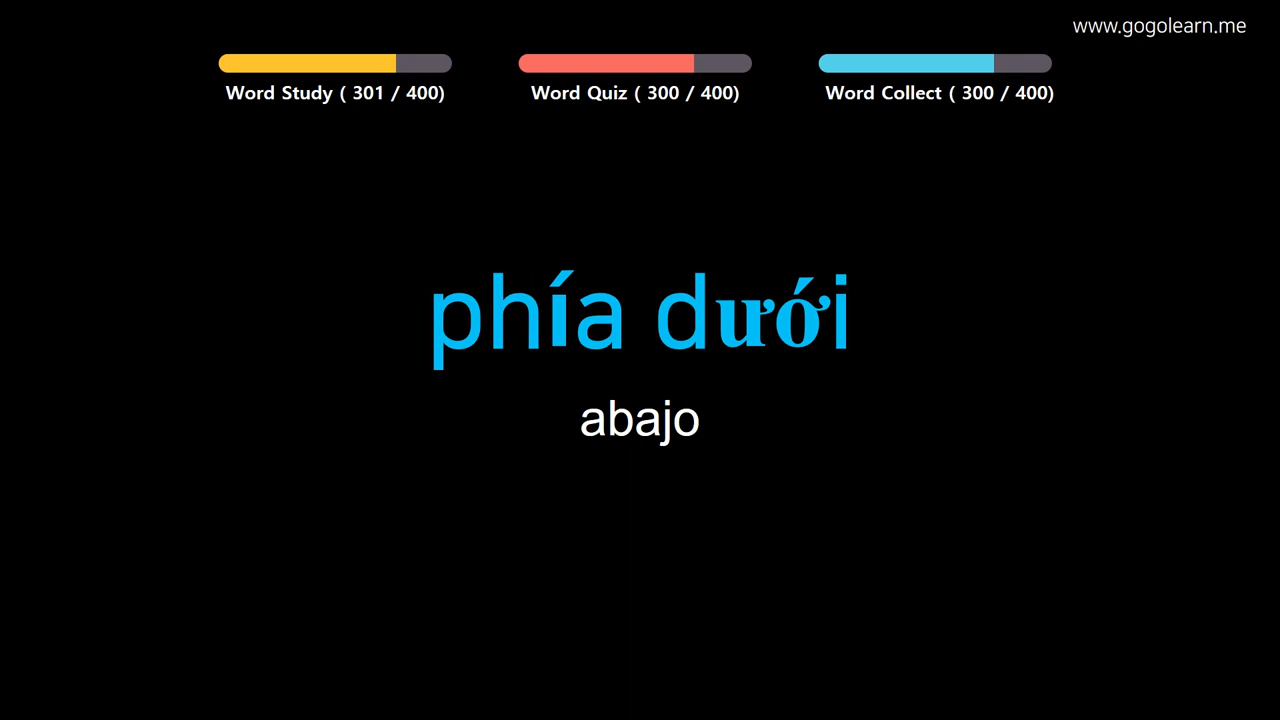 www.gogolearn.me
Word Study ( 301 / 400)
Word Quiz ( 300 / 400)
Word Collect ( 300 / 400)
phía dưới
abajo